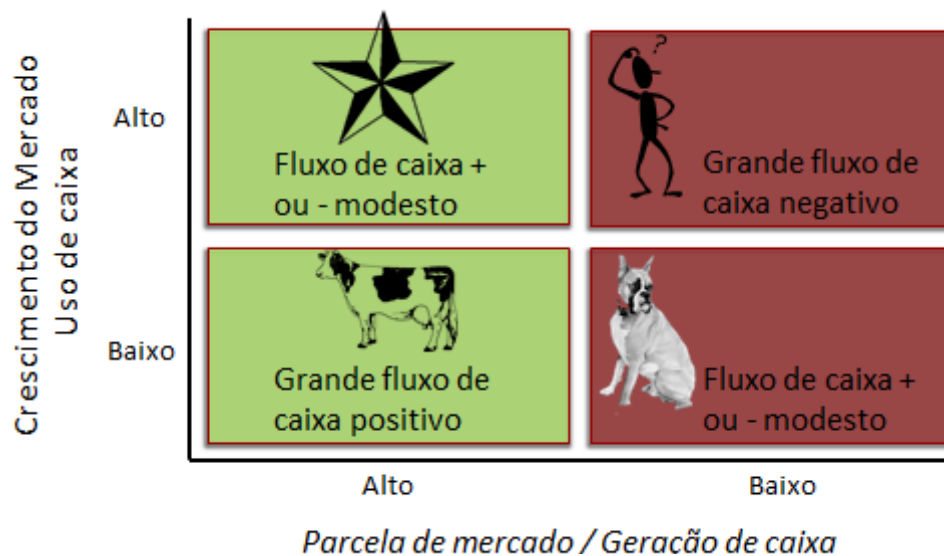 Crescimento do Mercado
Uso de caixa
Alto
Fluxo de caixa +
ou - modesto
?
Grande fluxo de
caixa negativo
Baixo
Grande fluxo de
caixa positivo
Fluxo de caixa +
ou - modesto
Alto
Baixo
Parcela de mercado / Geração de caixa